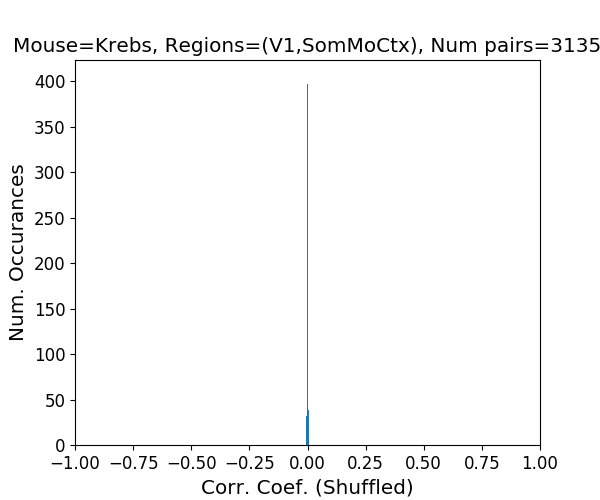 Mouse=Krebs, Regions=(V1,SomMoCtx), Num pairs=3135
400
350
300
250
200
150
100
50
0
Num. Occurances
−1.00 −0.75 −0.50 −0.25 0.00 0.25 0.50 0.75 1.00
Corr. Coef. (Shuffled)